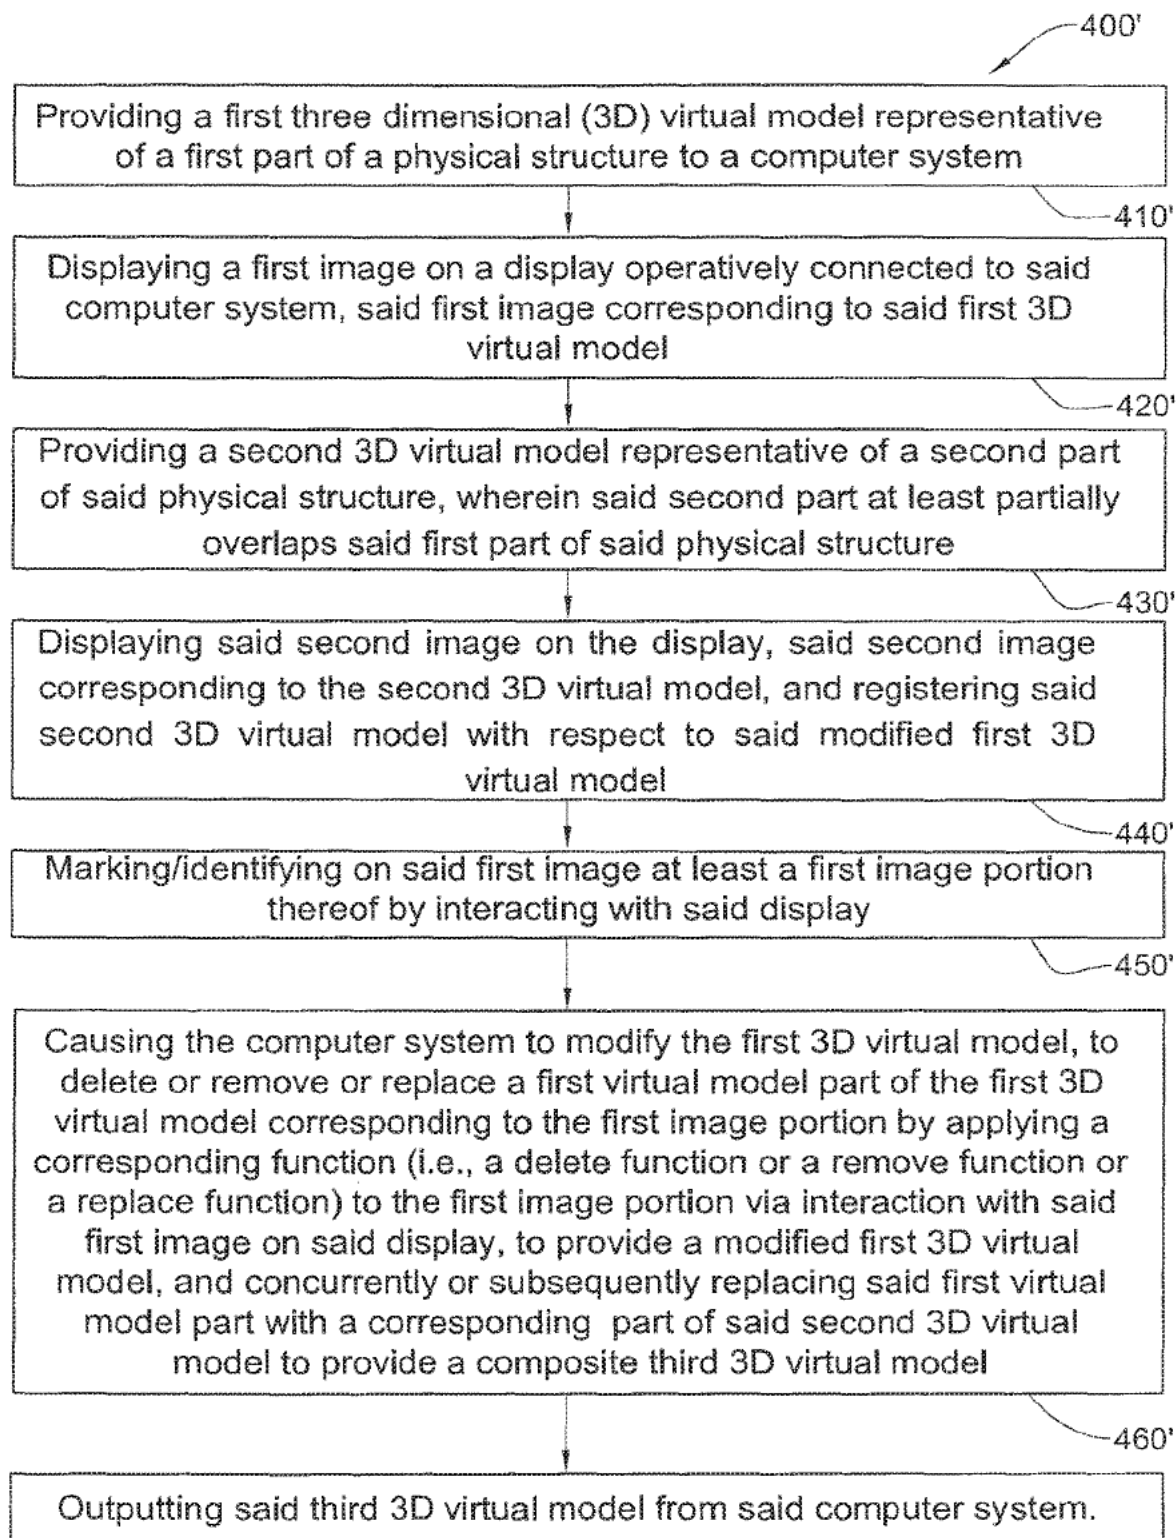 400'
Providing a first three dimensional (3D) virtual model representative
of a first part of a physical structure to a computer system
410'
Displaying a first image on a display operatively connected to said
computer system, said first image corresponding to said first 3D
virtual model
420'
Providing a second 3D virtual model representative of a second part
of said physical structure, wherein said second part at least partially
overlaps said first part of said physical structure
430'
Displaying said second image on the display, said second image
corresponding to the second 3D virtual model, and registering said
second 3D virtual model with respect to said modified first 3D
virtual model
440'
Marking/identifying on said first image at least a first image portion
thereof by interacting with said display
450'
Causing the computer system to modify the first 3D virtual model, to
delete or remove or replace a first virtual model part of the first 3D
virtual model corresponding to the first image portion by applying a
corresponding function (i.e., a delete function or a remove function or
a replace function) to the first image portion via interaction with said
first image on said display, to provide a modified first 3D virtual
model, and concurrently or subsequently replacing said first virtual
model part with a corresponding part of said second 3D virtual
model to provide a composite third 3D virtual model
460'
Outputting said third 3D virtual model from said computer system.